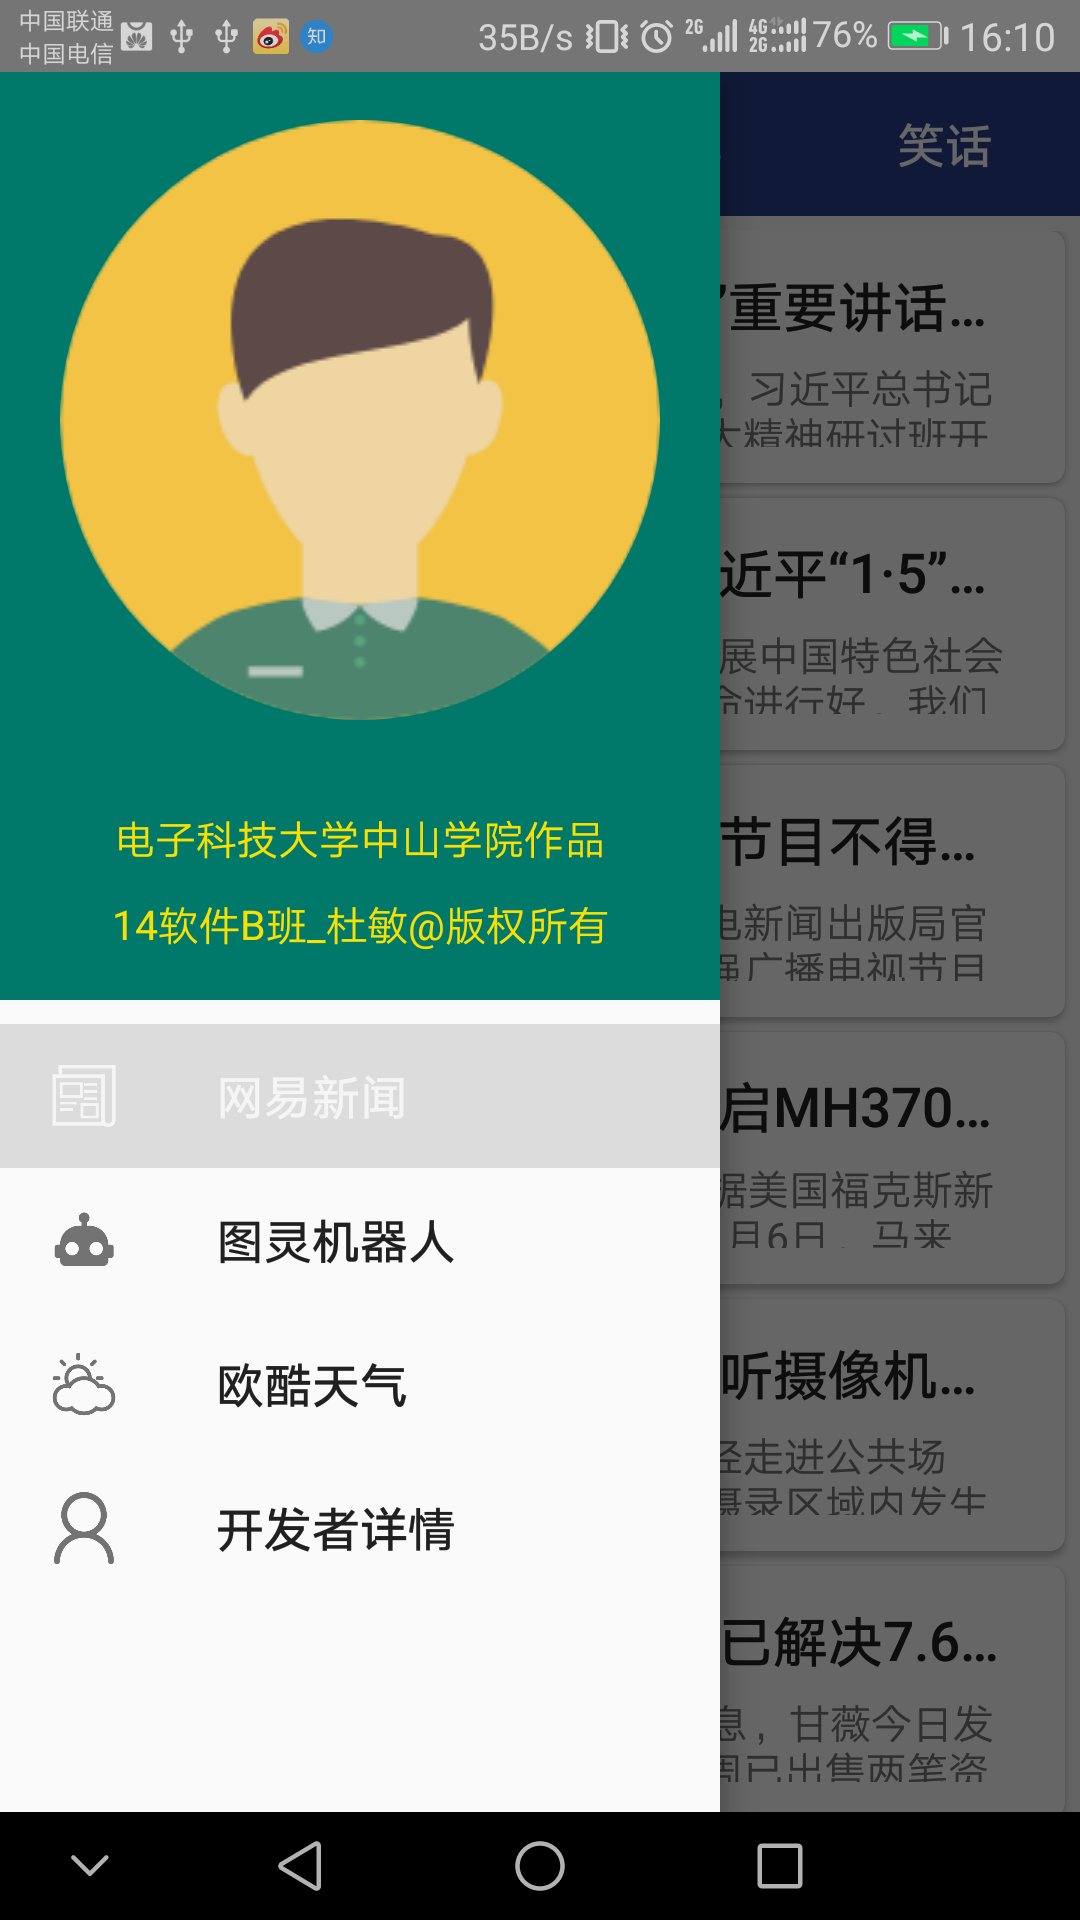 中国联通
中国电信
知
35B/s
2G
4G
2G
76%
16:10
笑话
”重要讲话...
，习近平总书记
大精神研讨班开
近平“1·5”...
展中国特色社会
命进行好，我们
节目不得...
电新闻出版局官
强广播电视节目
启MH370...
据美国福克斯新
月6日，马来
听摄像机...
经走进公共场
摄录区域内发生
已解决7.6...
息，甘薇今日发
周已出售两笔资
电子科技大学中山学院作品
14软件B班_杜敏@版权所有
网易新闻
图灵机器人
欧酷天气
开发者详情